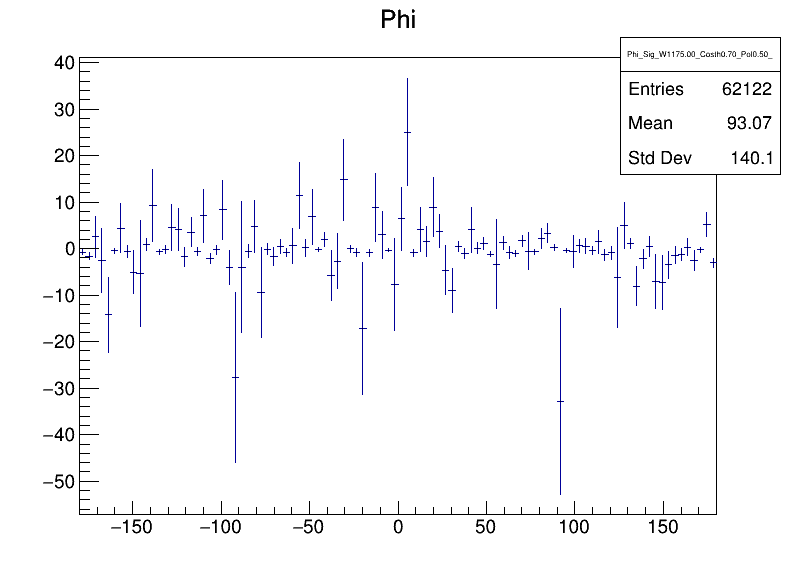 Phi
Phi_Sig_W1175.00_Costh0.70_Pol0.50_
Entries 62122
Mean 93.07
Std Dev 140.1
40
30
20
10
0
−10
−20
−30
−40
−50
−150 −100 −50 0 50 100 150